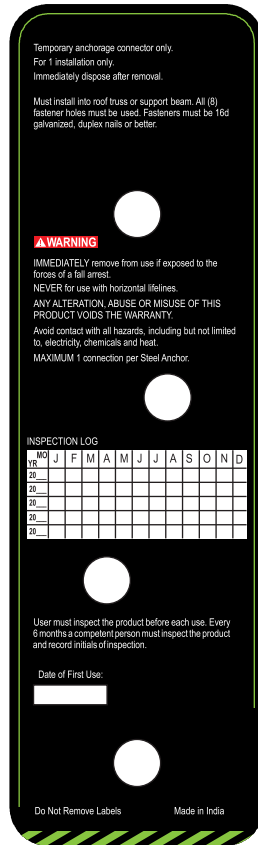 Temporary anchorage connector only.
For 1 installation only.
Immediately dispose after removal.
Must install into roof truss or support beam. All (8)
fastener holes must be used. Fasteners must be 16d
galvanized, duplex nails or better.
WARNING
IMMEDIATELY remove from use if exposed to the
forces of a fall arrest.
NEVER for use with horizontal lifelines.
ANY ALTERATION, ABUSE OR MISUSE OF THIS
PRODUCT VOIDS THE WARRANTY.
Avoid contact with all hazards, including but not limited
to, electricity, chemicals and heat.
MAXIMUM 1 connection per Steel Anchor.
INSPECTION LOG
MO J F M A M J J A S O N D
YR
20__
20__
20__
20__
20__
User must inspect the product before each use. Every
6 months a competent person must inspect the product
and record initials of inspection.
Date of First Use:
Do Not Remove Labels Made in India